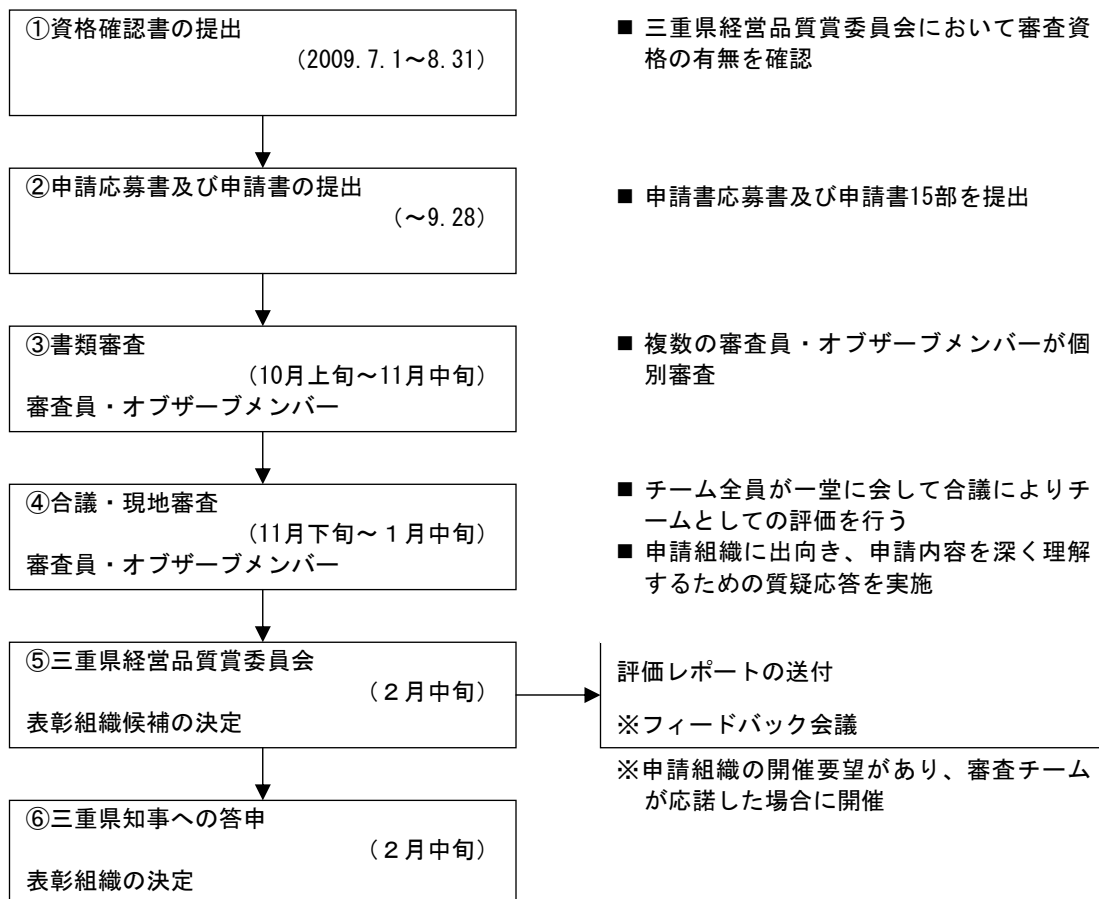 ①資格確認書の提出
（2009.7.1～8.31）
■ 三重県経営品質賞委員会において審査資
格の有無を確認
②申請応募書及び申請書の提出
（～9.28）
■ 申請書応募書及び申請書15部を提出
③書類審査
（10月上旬～11月中旬）
審査員・オブザーブメンバー
■ 複数の審査員・オブザーブメンバーが個
別審査
④合議・現地審査
（11月下旬～１月中旬）
審査員・オブザーブメンバー
■ チーム全員が一堂に会して合議によりチ
ームとしての評価を行う
■ 申請組織に出向き、申請内容を深く理解
するための質疑応答を実施
⑤三重県経営品質賞委員会
（２月中旬）
表彰組織候補の決定
評価レポートの送付
※フィードバック会議
※申請組織の開催要望があり、審査チーム
が応諾した場合に開催
⑥三重県知事への答申
（２月中旬）
表彰組織の決定